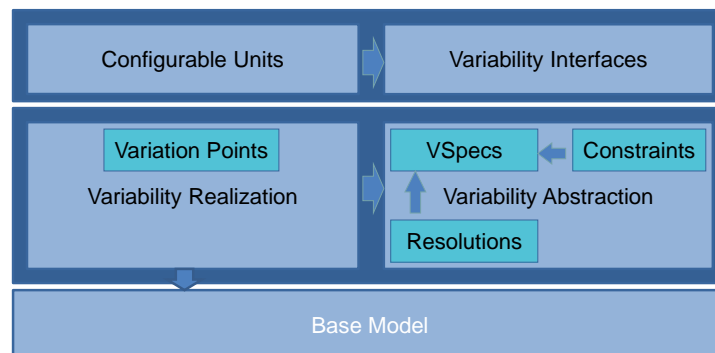 Configurable Units
Variability Interfaces
Variation Points
VSpecs
Constraints
Variability Realization
Variability Abstraction
Resolutions
Base Model